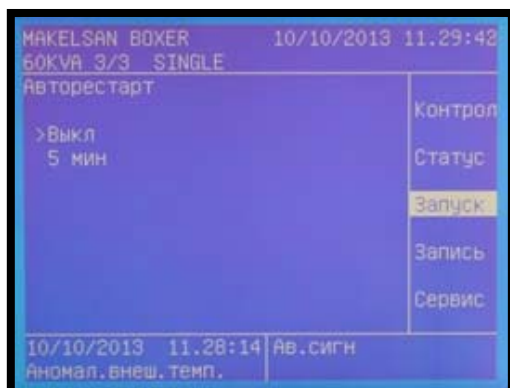 MAKELSAN BOXER 10/10/2013 11.29:42
60KVA 3/3 SINGLE
Авторестарт
>Выкл
5 мин
Контрол
Статус
Запуск
Запись
Сервис
10/10/2013 11.28:14 Ав.сигн
Аномал.внеш.темп.